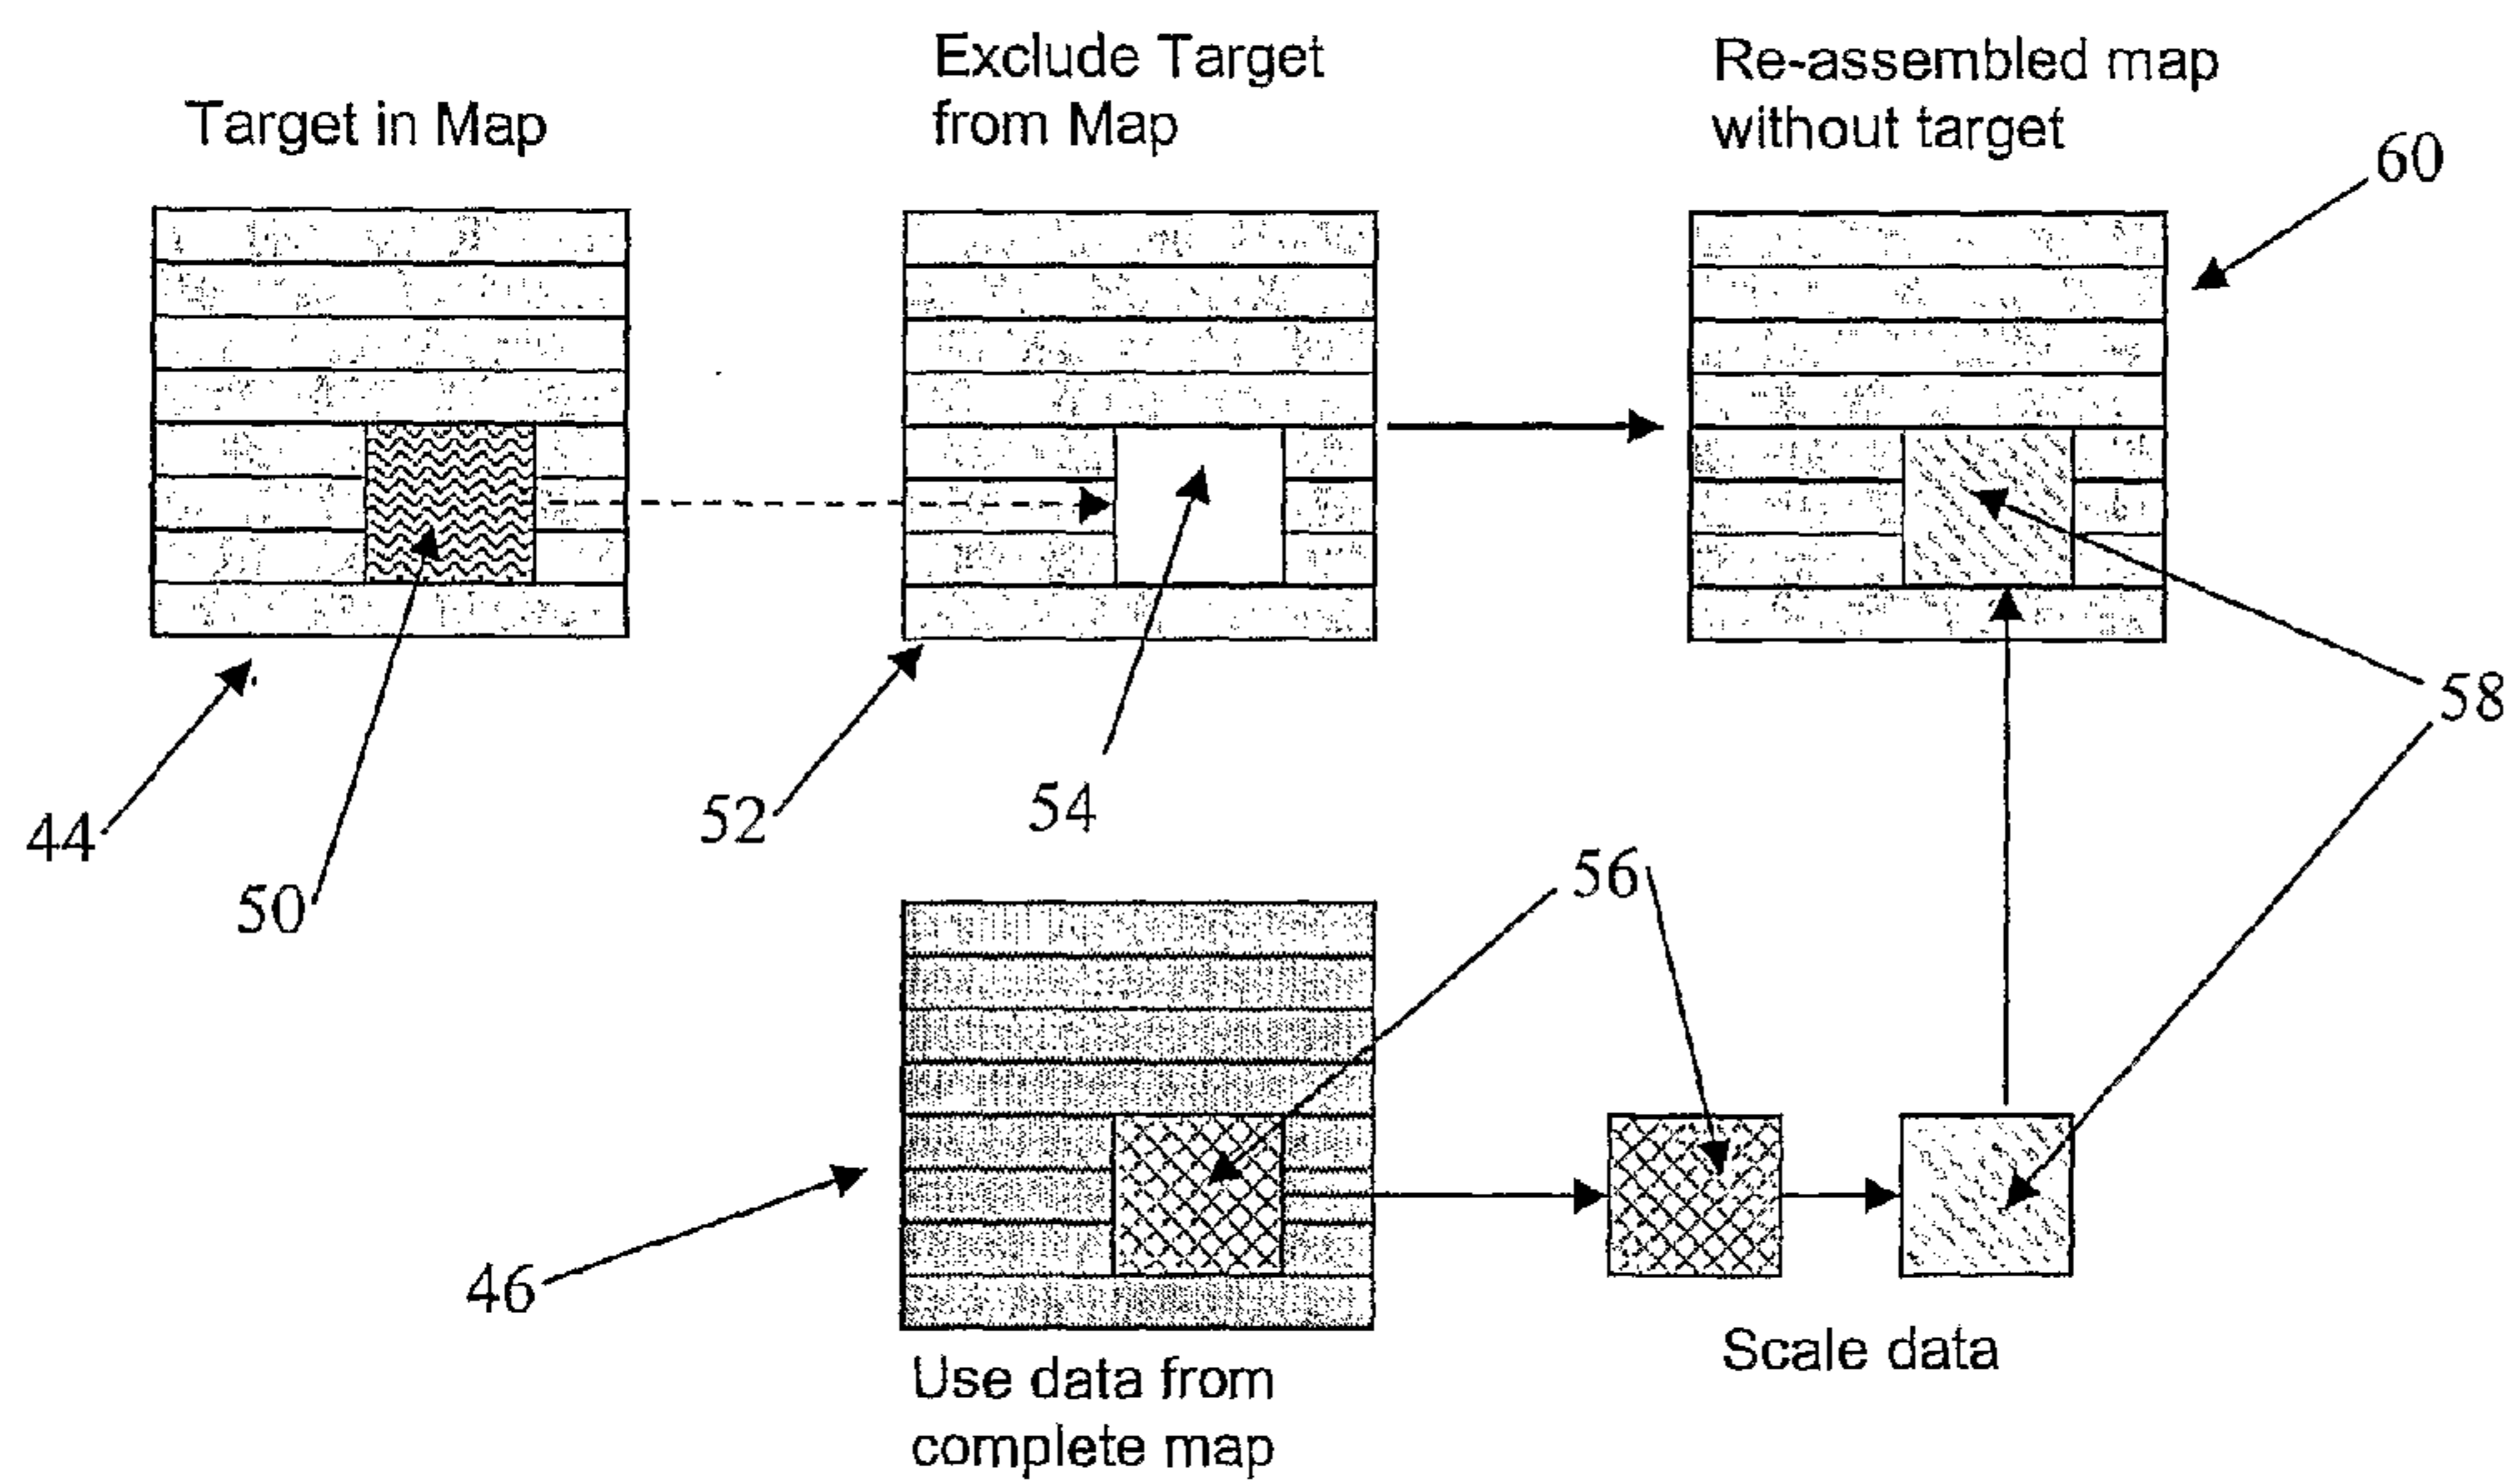 Target in Map
Exclude Target
from Map
Re-assembled map
without target
60
58
44
50
52
54
56
46
Use data from
complete map
Scale data